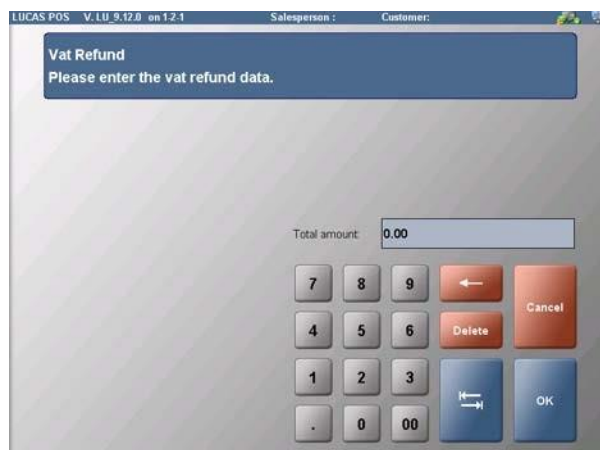 LUCAS POS V. LU_9.12.0 on 1-2-1 Salesperson : Customer:
Vat Refund
Please enter the vat refund data.
Total amount: 0.00
7 8 9
Cancel
4 5 6 Delete
1 2 3
OK
. 0 00